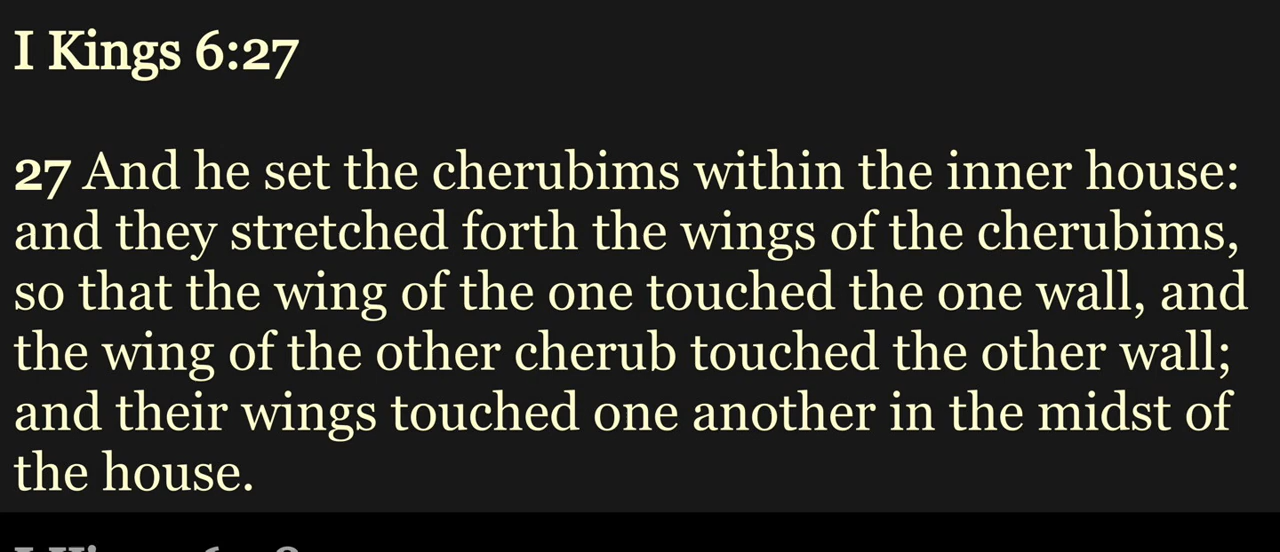 I Kings 6:27
27 And he set the cherubims within the inner house:
and they stretched forth the wings of the cherubims,
so that the wing of the one touched the one wall, and
the wing of the other cherub touched the other wall;
and their wings touched one another in the midst of
the house.